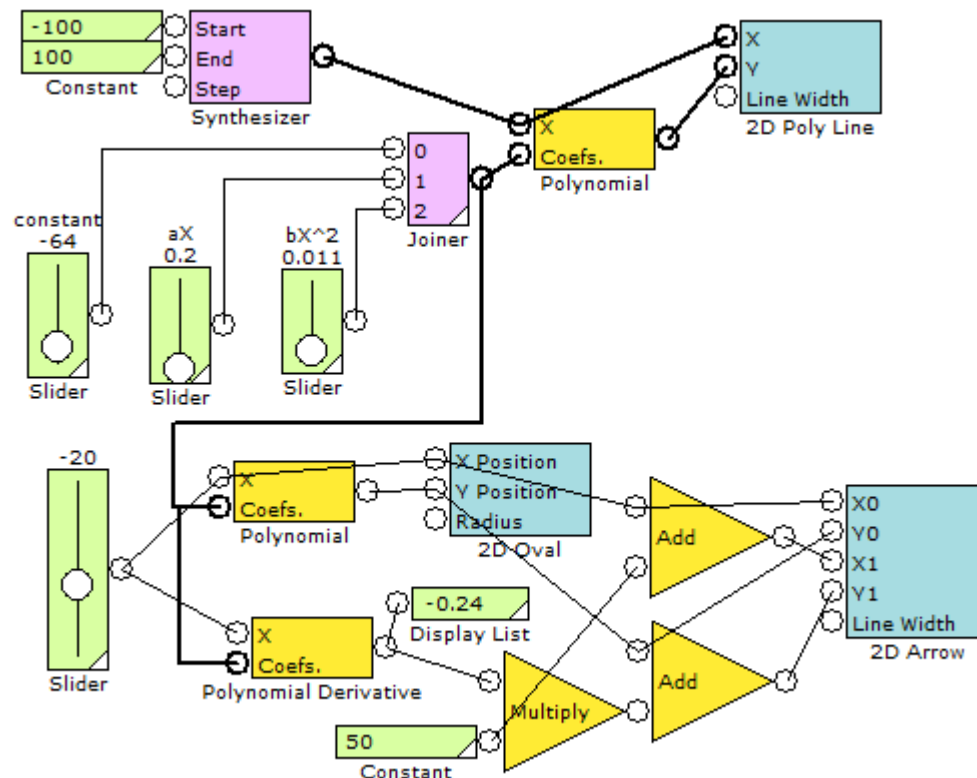 -100
Start
100
End
Constant
Step
Synthesizer
X
Y
Line Width
2D Poly Line
X
Coefs.
Polynomial
0
1
2
Joiner
constant
-64
Slider
aX
0.2
Slider
bX^2
0.011
Slider
-20
Slider
X
Coefs.
Polynomial
X Position
Y Position
Radius
2D Oval
Add
X0
Y0
X1
Y1
Line Width
2D Arrow
-0.24
Display List
X
Coefs.
Polynomial Derivative
Multiply
Add
50
Constant